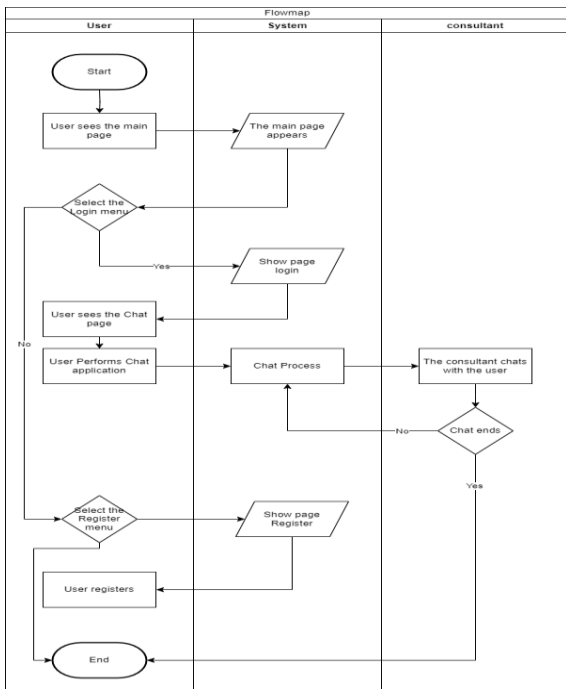 Flowmap
User
System
consultant
Start
User sees the main
page
The main page
appears
Select the
Login menu
Yes
Show page
login
User sees the Chat
page
No
User Performs Chat
application
Chat Process
The consultant chats
with the user
No
Chat ends
Yes
Select the
Register
menu
Show page
Register
User registers
End